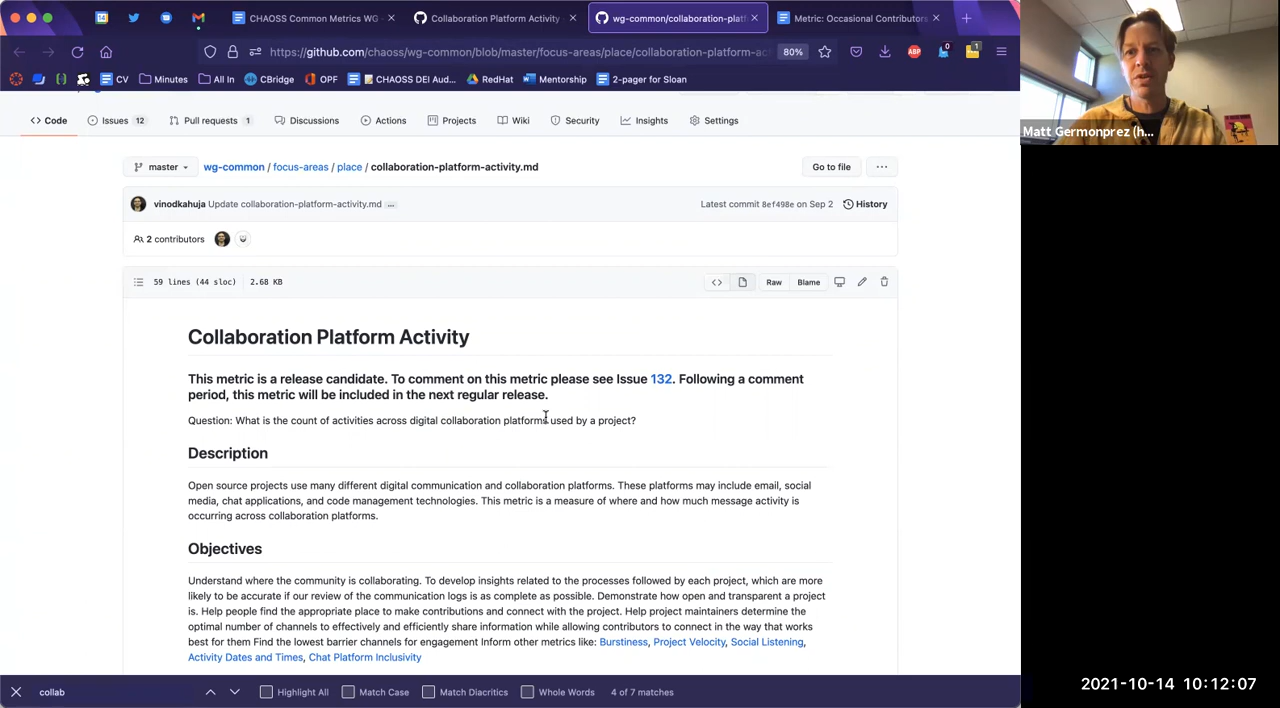 CHAOSS Common Metrics WG -
Collaboration Platform Activity
wg-common/collaboration-platf
Metric: Occasional Contributors
https://github.com/chaoss/wg-common/blob/master/focus-areas/place/collaboration-platform-ac
80%
ABP
0
1
CV
Minutes
All In
CBridge
OPF
CHAOSS DEI Aud...
RedHat
Mentorship
2-pager for Sloan
Code
Issues 12
Pull requests 1
Discussions
Actions
Projects
Wiki
Security
Insights
Settings
master
wg-common / focus-areas / place / collaboration-platform-activity.md
Go to file
...
vinodkahuja Update collaboration-platform-activity.md ...
Latest commit 8ef498e on Sep 2
History
2 contributors
59 lines (44 sloc)
2.68 KB
<>
Raw
Blame
Collaboration Platform Activity
This metric is a release candidate. To comment on this metric please see Issue 132. Following a comment
period, this metric will be included in the next regular release.
Question: What is the count of activities across digital collaboration platforms used by a project?
Description
Open source projects use many different digital communication and collaboration platforms. These platforms may include email, social
media, chat applications, and code management technologies. This metric is a measure of where and how much message activity is
occurring across collaboration platforms.
Objectives
Understand where the community is collaborating. To develop insights related to the processes followed by each project, which are more
likely to be accurate if our review of the communication logs is as complete as possible. Demonstrate how open and transparent a project
is. Help people find the appropriate place to make contributions and connect with the project. Help project maintainers determine the
optimal number of channels to effectively and efficiently share information while allowing contributors to connect in the way that works
best for them Find the lowest barrier channels for engagement Inform other metrics like: Burstiness, Project Velocity, Social Listening,
Activity Dates and Times, Chat Platform Inclusivity
collab
Highlight All
Match Case
Match Diacritics
Whole Words
4 of 7 matches
Matt Germonprez (h...
2021-10-14 10:12:07